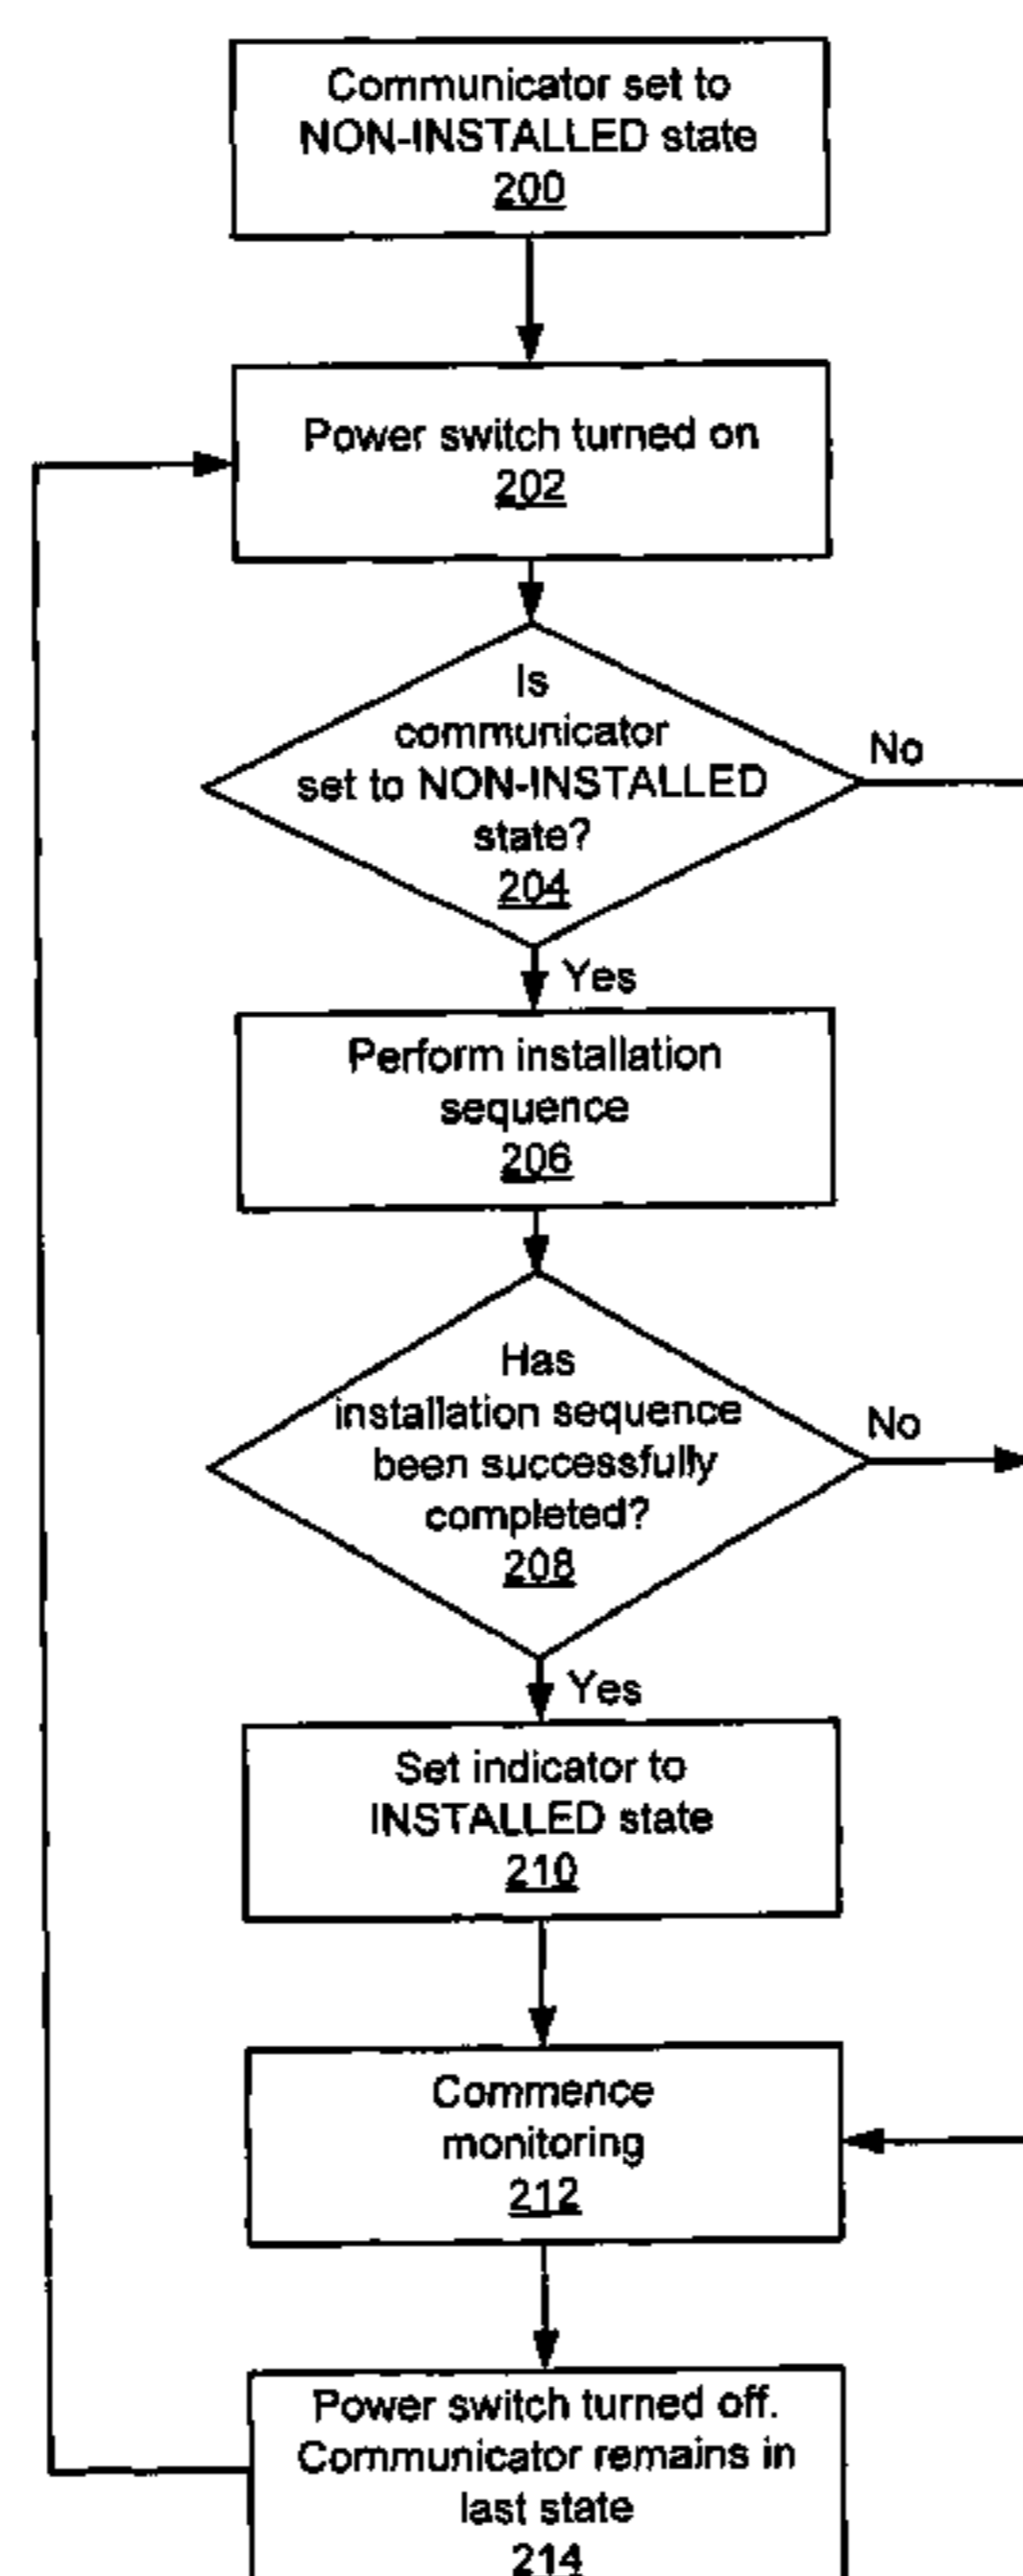 Communicator set to
NON-INSTALLED state
200
Power switch turned on
202
Is
communicator
set to NON-INSTALLED
state?
204
No
Yes
Perform installation
sequence
206
Has
installation sequence
been successfully
completed?
208
No
Yes
Set indicator to
INSTALLED state
210
Commence
monitoring
212
Power switch turned off.
Communicator remains in
last state
214